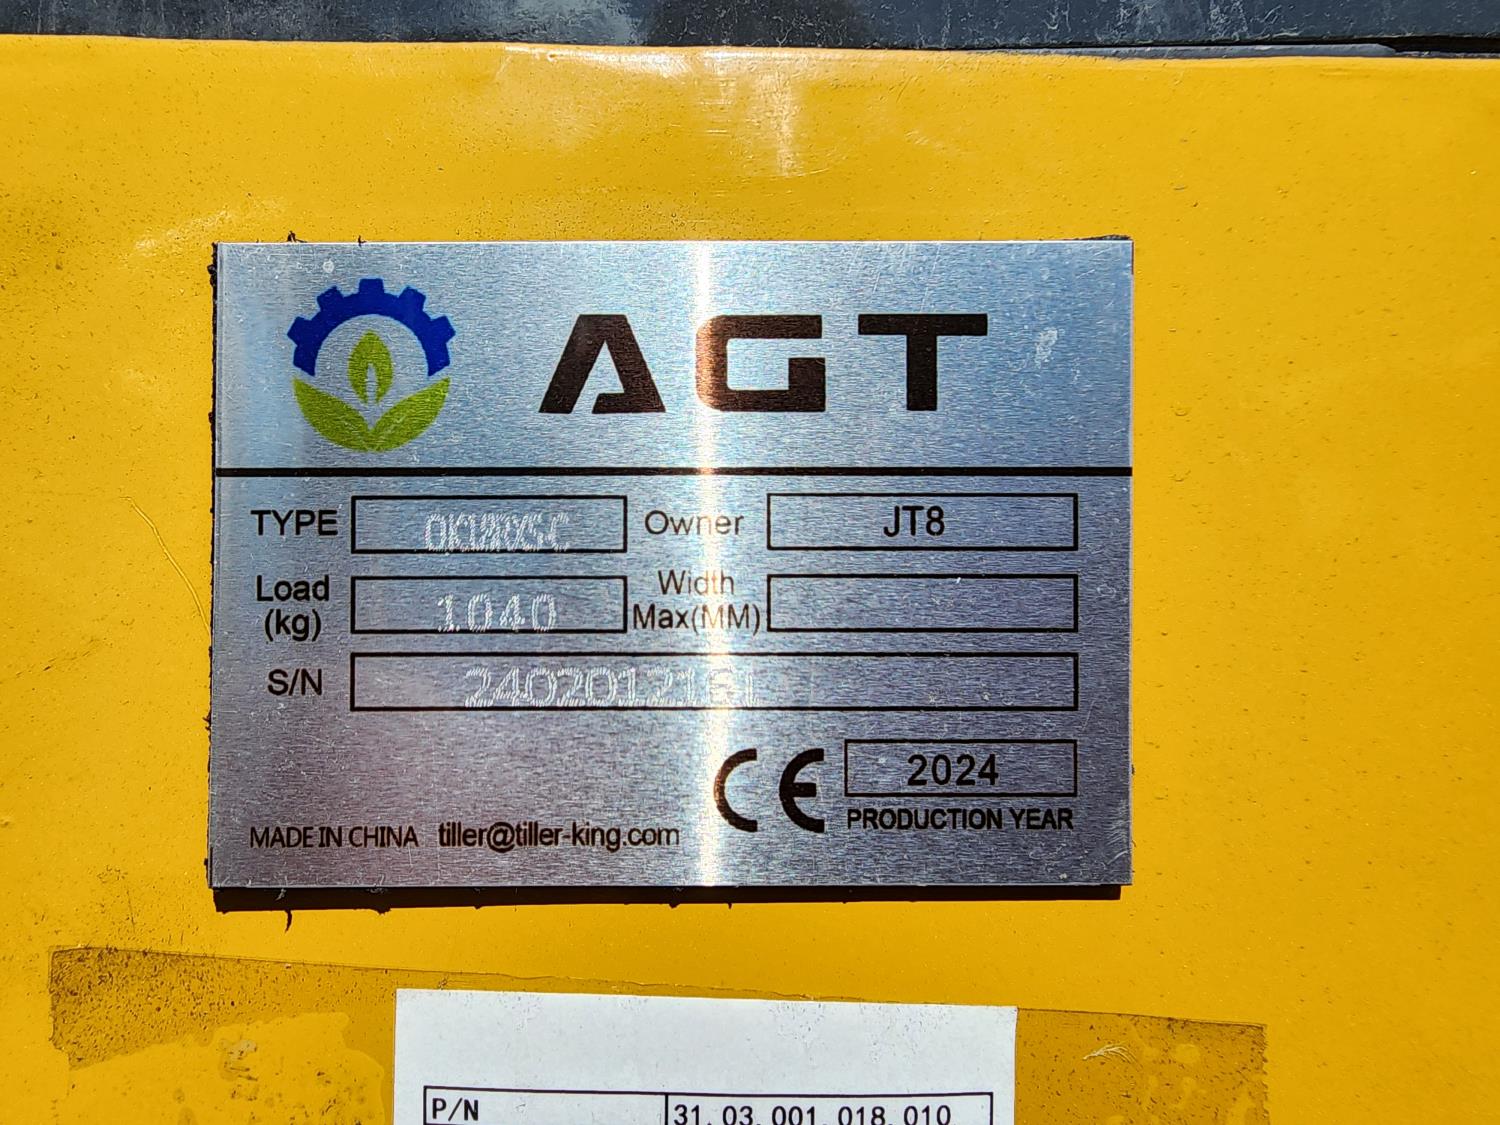 AGT
TYPE Owner JT8
Load (kg) 1040 Width Max(MM)
S/N
CE 2024
PRODUCTION YEAR
MADE IN CHINA tiller@tiller-king.com
P/N 31.03.001.018.010